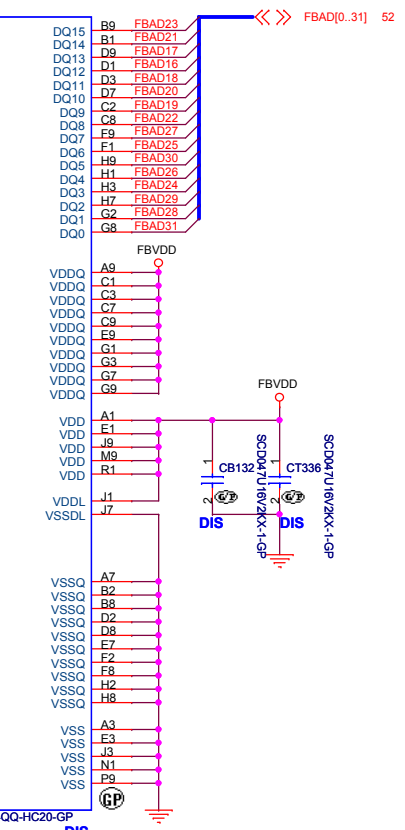 FBAD[0..31] 52
DQ15 B9 FBAD23
DQ14 B1 FBAD21
DQ13 D9 FBAD17
DQ12 D1 FBAD16
DQ11 D3 FBAD18
DQ10 D7 FBAD20
DQ9 C2 FBAD19
DQ8 C8 FBAD22
DQ7 F9 FBAD27
DQ6 F1 FBAD25
DQ5 H9 FBAD30
DQ4 H1 FBAD26
DQ3 H3 FBAD24
DQ2 H7 FBAD29
DQ1 G2 FBAD28
DQ0 G8 FBAD31
FBVDD
VDDQ A9
VDDQ C1
VDDQ C3
VDDQ C7
VDDQ C9
VDDQ E9
VDDQ G1
VDDQ G3
VDDQ G7
VDDQ G9
FBVDD
VDD A1
VDD E1
VDD J9
VDD M9
VDD R1
VDDL J1
VSSDL J7
1
CB132
2
G/P
DIS
SCD047U16V2KX-1-GP
1
CT336
2
G/P
DIS
SCD047U16V2KX-1-GP
VSSQ A7
VSSQ B2
VSSQ B8
VSSQ D2
VSSQ D8
VSSQ E7
VSSQ F2
VSSQ F8
VSSQ H2
VSSQ H8
VSS A3
VSS E3
VSS J3
VSS N1
VSS P9
GP
QQ-HC20-GP
DIS